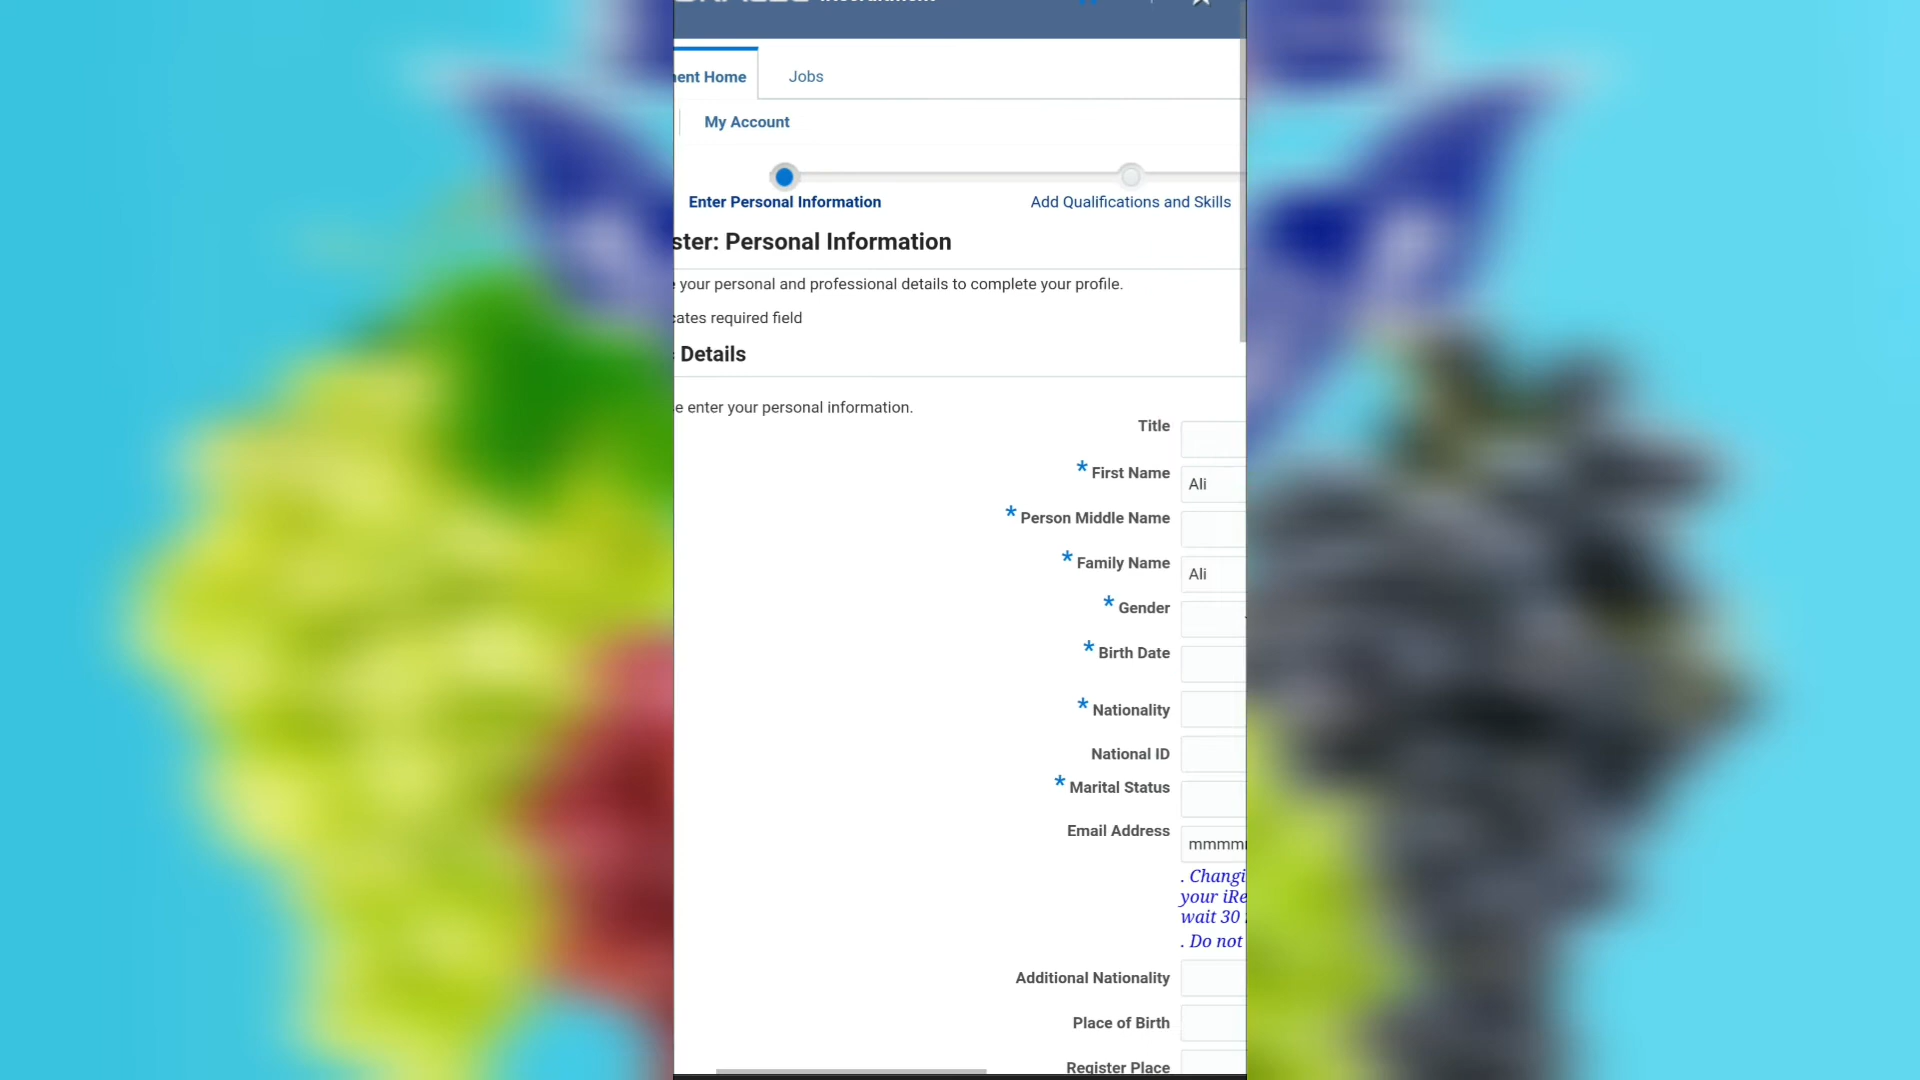 ent Home
Jobs
My Account
Enter Personal Information
Add Qualifications and Skills
ster: Personal Information
your personal and professional details to complete your profile.
cates required field
Details
e enter your personal information.
Title
* First Name
Ali
* Person Middle Name
* Family Name
Ali
* Gender
* Birth Date
* Nationality
National ID
* Marital Status
Email Address
mmmm
. Changi
your iRe
wait 30
. Do not
Additional Nationality
Place of Birth
Register Place